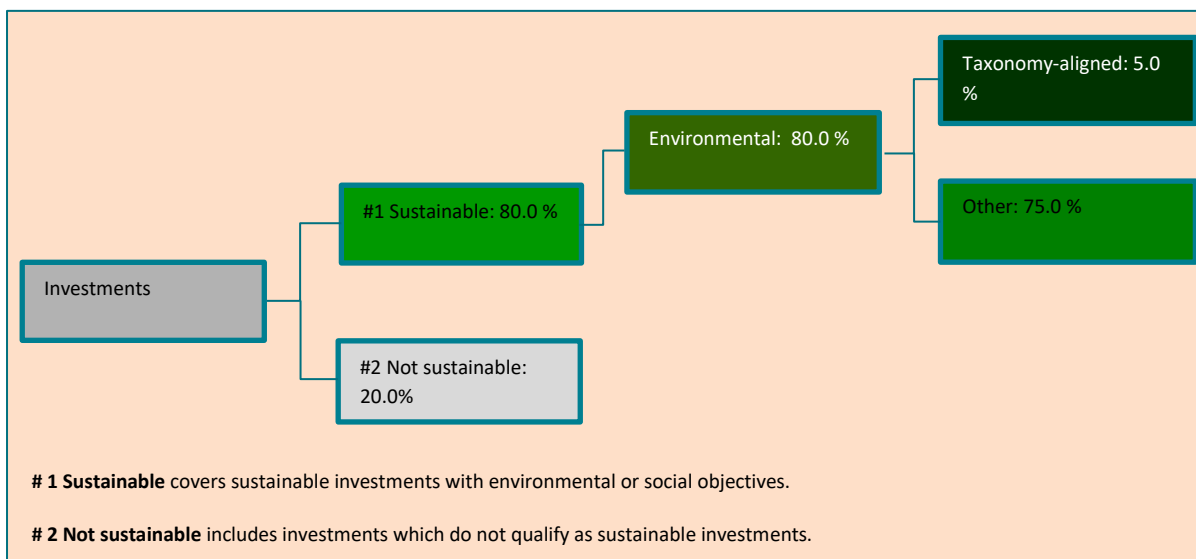 Taxonomy-aligned: 5.0
%
Environmental: 80.0 %
#1 Sustainable: 80.0 %
Other: 75.0 %
Investments
#2 Not sustainable:
20.0%
# 1 Sustainable covers sustainable investments with environmental or social objectives.
# 2 Not sustainable includes investments which do not qualify as sustainable investments.